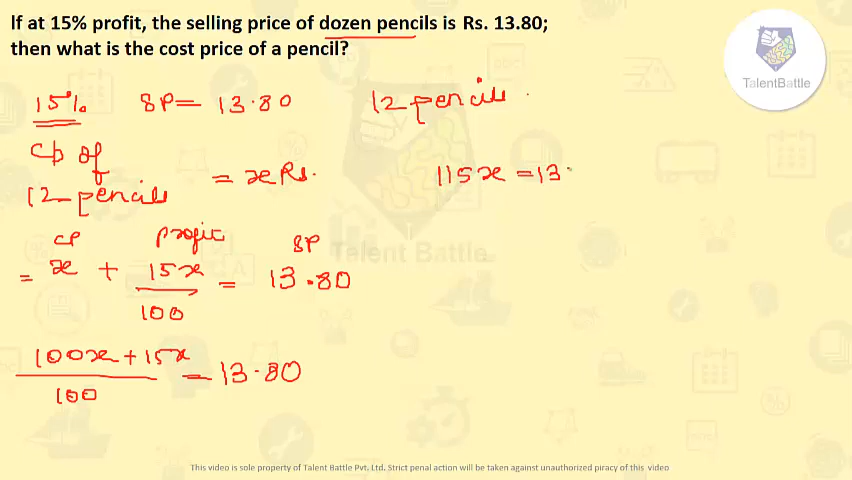 If at 15% profit, the selling price of dozen pencils is Rs. 13.80;
then what is the cost price of a pencil?
TalentBattle
15% SP = 13.80 12 pencils
Cp of
12 pencils = x Rs.
115x = 13.
CP profit SP
= x + 15x/100 = 13.80
100x + 15x/100 = 13.80
Talent Battle
This video is sole property of Talent Battle Pvt. Ltd. Strict penal action will be taken against unauthorized piracy of this video